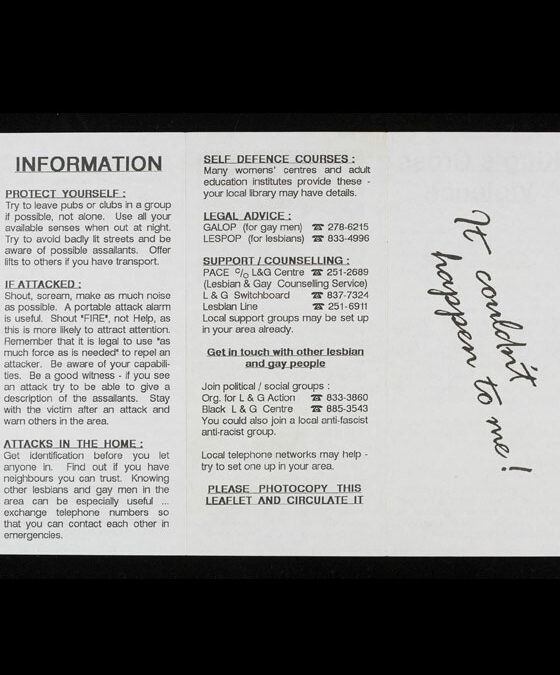 INFORMATION
PROTECT YOURSELF :
Try to leave pubs or clubs in a group
if possible, not alone. Use all your
available senses when out at night.
Try to avoid badly lit streets and be
aware of possible assailants. Offer
lifts to others if you have transport.
IF ATTACKED :
Shout, scream, make as much noise
as possible. A portable attack alarm
is useful. Shout "FIRE", not Help, as
this is more likely to attract attention.
Remember that it is legal to use "as
much force as is needed" to repel an
attacker. Be aware of your capabili-
ties. Be a good witness - if you see
an attack try to be able to give a
description of the assailants. Stay
with the victim after an attack and
warn others in the area.
ATTACKS IN THE HOME :
Get identification before you let
anyone in. Find out if you have
neighbours you can trust. Knowing
other lesbians and gay men in the
area can be especially useful ...
exchange telephone numbers so
that you can contact each other in
emergencies.
SELF DEFENCE COURSES :
Many womens' centres and adult
education institutes provide these -
your local library may have details.
LEGAL ADVICE :
GALOP (for gay men) ☎ 278-6215
LESPOP (for lesbians) ☎ 833-4996
SUPPORT / COUNSELLING :
PACE c/o L&G Centre ☎ 251-2689
(Lesbian & Gay Counselling Service)
L & G Switchboard ☎ 837-7324
Lesbian Line ☎ 251-6911
Local support groups may be set up
in your area already.
Get in touch with other lesbian
and gay people
Join political / social groups :
Org. for L & G Action ☎ 833-3860
Black L & G Centre ☎ 885-3543
You could also join a local anti-fascist
anti-racist group.
Local telephone networks may help -
try to set one up in your area.
PLEASE PHOTOCOPY THIS
LEAFLET AND CIRCULATE IT
It couldn't
happen to me!